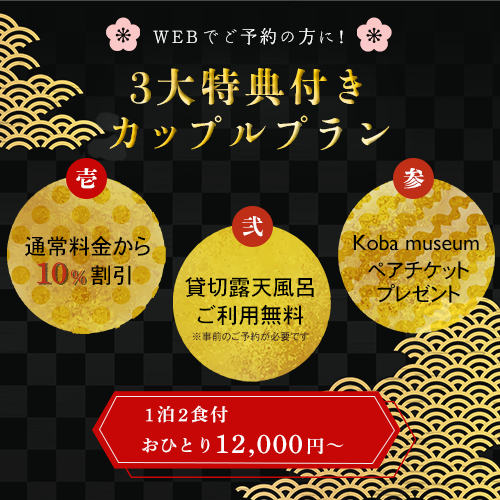 WEBでご予約の方に!
3大特典付き
カップルプラン
壱
通常料金から
10%割引
弐
貸切露天風呂
ご利用無料
※事前のご予約が必要です
参
Koba museum
ペアチケット
プレゼント
1泊2食付
おひとり12,000円～